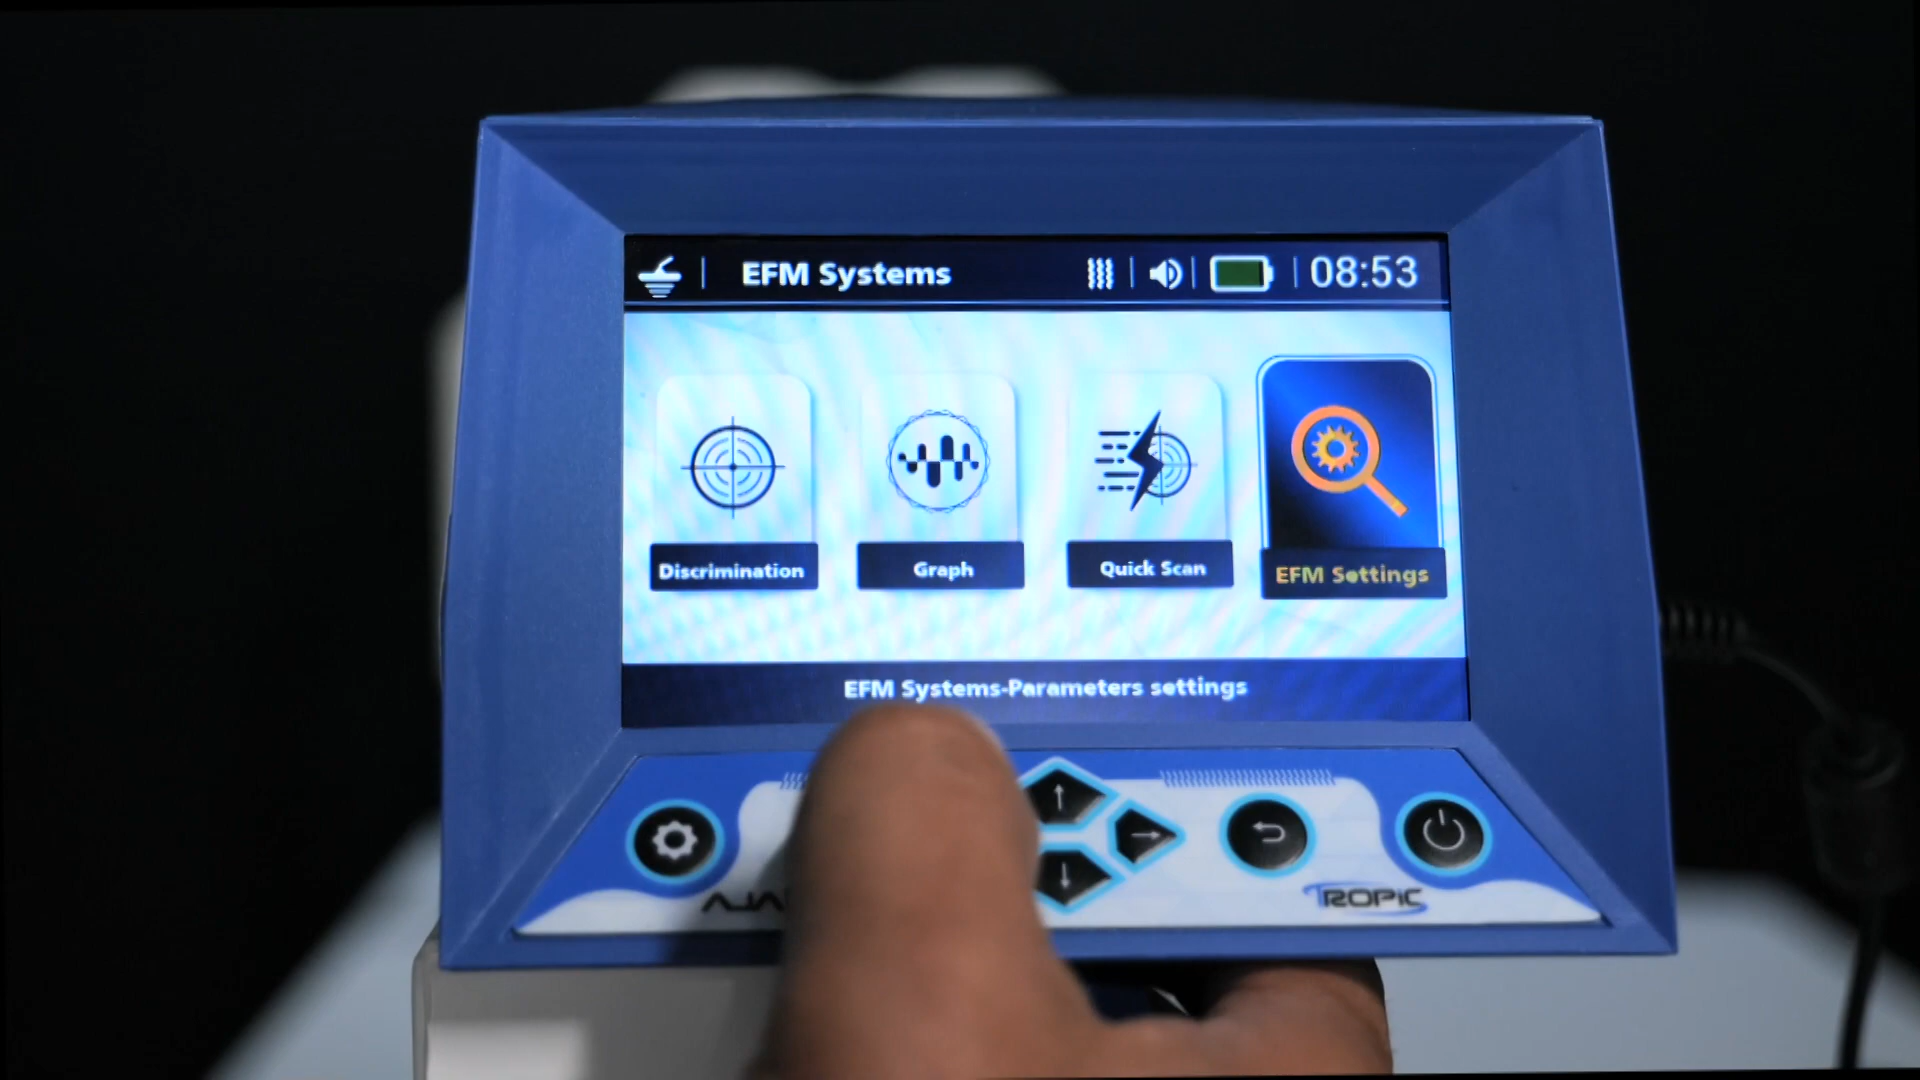 EFM Systems 08:53
Discrimination Graph Quick Scan EFM Settings
EFM Systems-Parameters settings
TROPIC